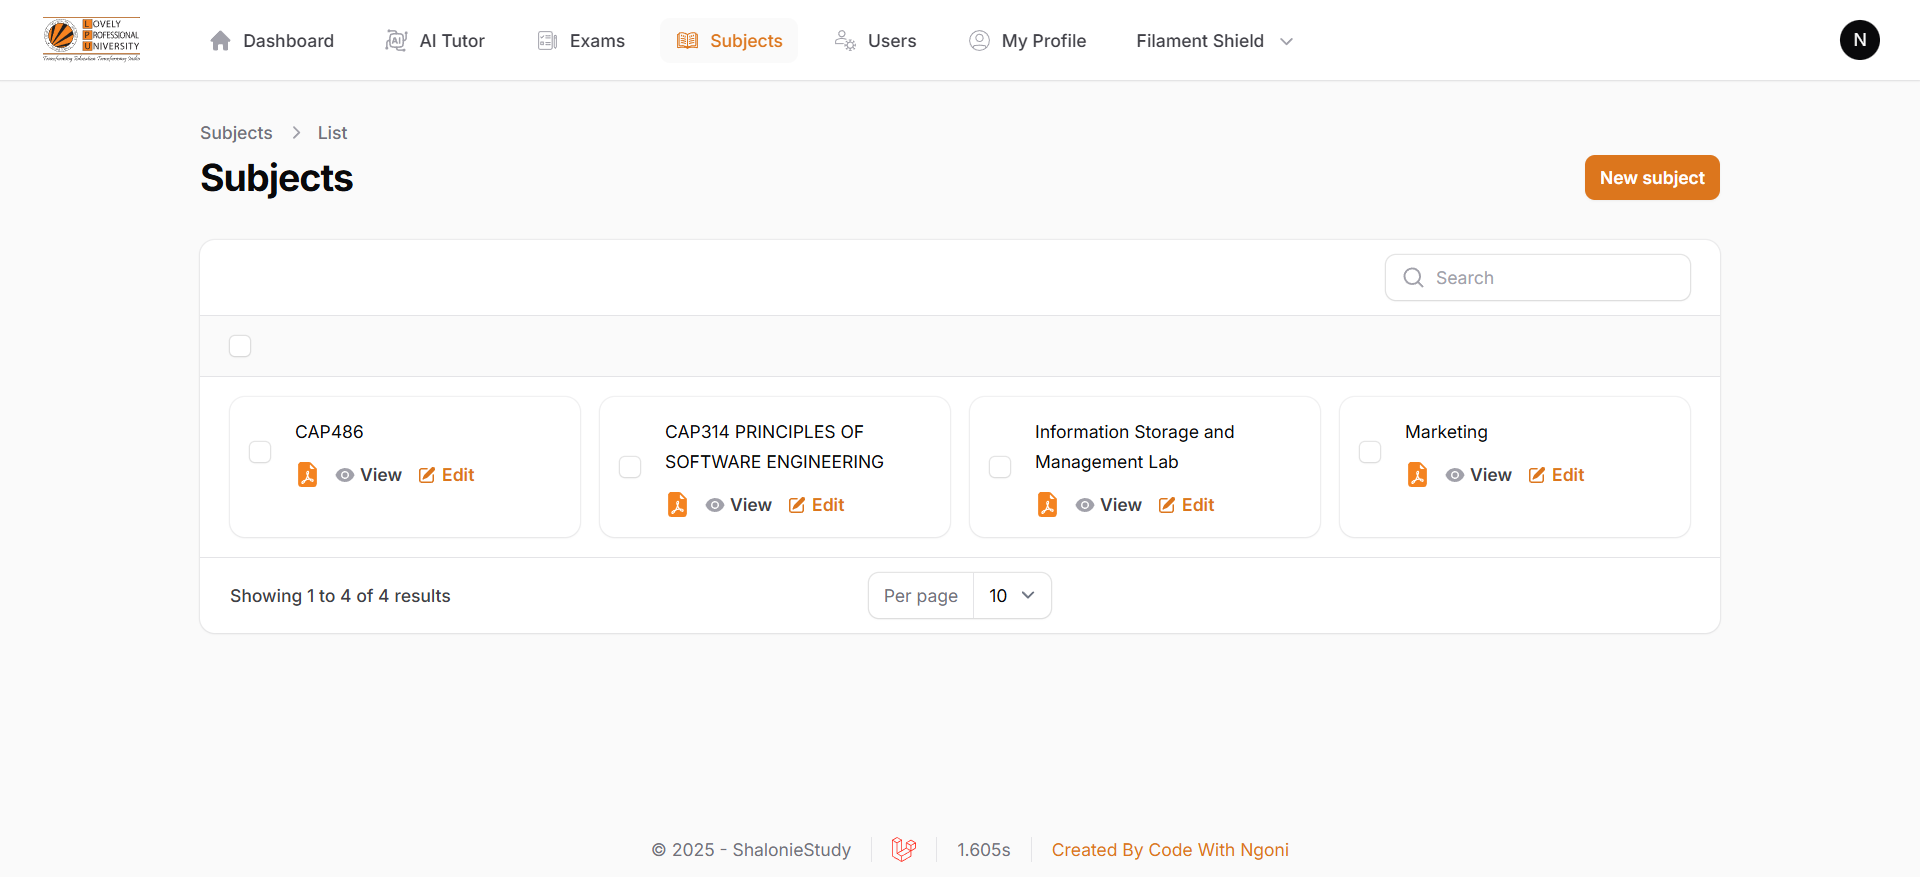 LOVELY
PROFESSIONAL
UNIVERSITY
Transforming Education Transforming India
Dashboard
AI Tutor
Exams
Subjects
Users
My Profile
Filament Shield
N
Subjects
List
Subjects
New subject
Search
CAP486
View
Edit
CAP314 PRINCIPLES OF
SOFTWARE ENGINEERING
View
Edit
Information Storage and
Management Lab
View
Edit
Marketing
View
Edit
Showing 1 to 4 of 4 results
Per page
10
© 2025 - ShalonieStudy
1.605s
Created By Code With Ngoni